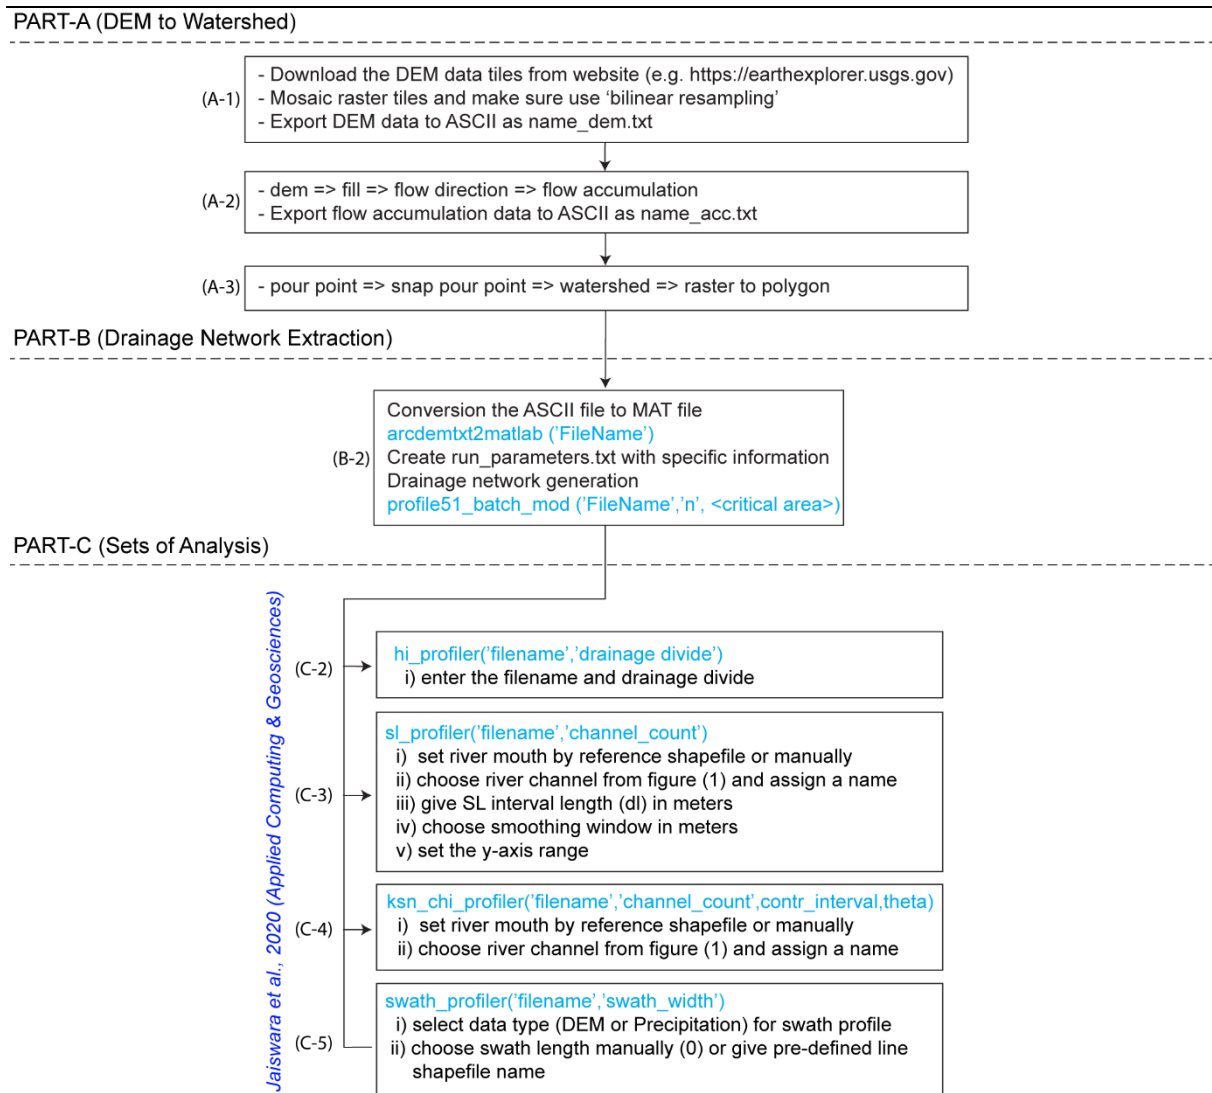 PART-A (DEM to Watershed)
(A-1)
- Download the DEM data tiles from website (e.g. https://earthexplorer.usgs.gov)
- Mosaic raster tiles and make sure use ‘bilinear resampling’
- Export DEM data to ASCII as name_dem.txt
(A-2)
- dem => fill => flow direction => flow accumulation
- Export flow accumulation data to ASCII as name_acc.txt
(A-3)
- pour point => snap pour point => watershed => raster to polygon
PART-B (Drainage Network Extraction)
(B-2)
Conversion the ASCII file to MAT file
arcdemtxt2matlab (’FileName’)
Create run_parameters.txt with specific information
Drainage network generation
profile51_batch_mod (’FileName’,’n’, <critical area>)
PART-C (Sets of Analysis)
Jaiswara et al., 2020 (Applied Computing & Geosciences)
(C-2)
hi_profiler(’filename’,’drainage divide’)
i) enter the filename and drainage divide
(C-3)
sl_profiler(’filename’,’channel_count’)
i) set river mouth by reference shapefile or manually
ii) choose river channel from figure (1) and assign a name
iii) give SL interval length (dl) in meters
iv) choose smoothing window in meters
v) set the y-axis range
(C-4)
ksn_chi_profiler(’filename’,’channel_count’,contr_interval,theta)
i) set river mouth by reference shapefile or manually
ii) choose river channel from figure (1) and assign a name
(C-5)
swath_profiler(’filename’,’swath_width’)
i) select data type (DEM or Precipitation) for swath profile
ii) choose swath length manually (0) or give pre-defined line
shapefile name